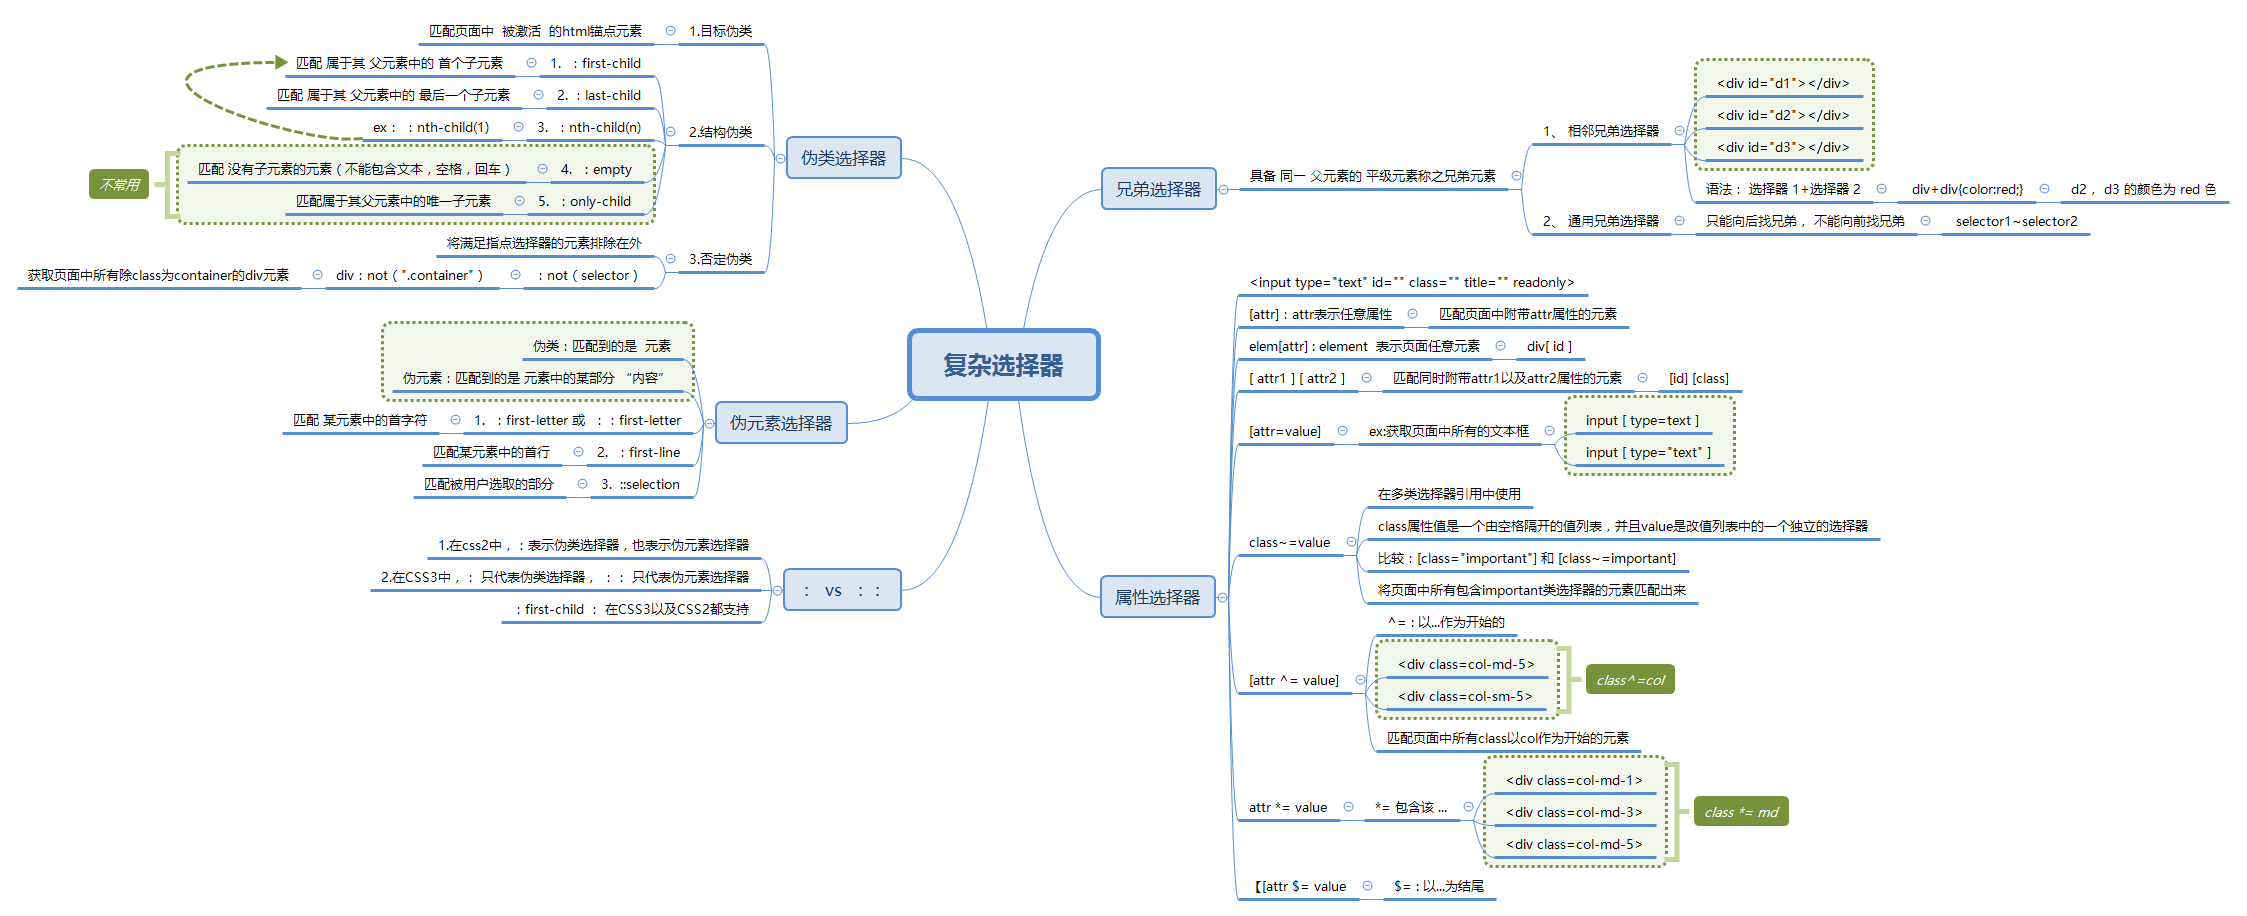 复杂选择器
伪类选择器
1.目标伪类
匹配页面中  被激活  的html锚点元素
2.结构伪类
1.  : first-child
匹配 属于其 父元素中的 首个子元素
2.  : last-child
匹配 属于其 父元素中的 最后一个子元素
3.  : nth-child(n)
ex :  : nth-child(1)
4.  : empty
匹配 没有子元素的元素 ( 不能包含文本 , 空格 , 回车 )
5.  : only-child
匹配属于其父元素中的唯一子元素
不常用
3.否定伪类
将满足指点选择器的元素排除在外
: not ( selector )
div : not ( ".container" )
获取页面中所有除class为container的div元素
伪元素选择器
伪类 : 匹配到的是  元素
伪元素 : 匹配到的是 元素中的某部分 “内容”
1.  : first-letter 或  : : first-letter
匹配 某元素中的首字符
2.  : first-line
匹配某元素中的首行
3. ::selection
匹配被用户选取的部分
:  vs  : :
1.在css2中 , : 表示伪类选择器 , 也表示伪元素选择器
2.在CSS3中 , : 只代表伪类选择器 , : : 只代表伪元素选择器
: first-child : 在CSS3以及CSS2都支持
兄弟选择器
具备 同一 父元素的 平级元素称之兄弟元素
1、 相邻兄弟选择器
<div id="d1"></div>
<div id="d2"></div>
<div id="d3"></div>
语法 : 选择器 1+选择器 2
div+div{color:red;}
d2 , d3 的颜色为 red 色
2、 通用兄弟选择器
只能向后找兄弟 , 不能向前找兄弟
selector1~selector2
属性选择器
<input type="text" id="" class="" title="" readonly>
[attr] : attr表示任意属性
匹配页面中附带attr属性的元素
elem[attr] : element  表示页面任意元素
div[ id ]
[ attr1 ] [ attr2 ]
匹配同时附带attr1以及attr2属性的元素
[id] [class]
[attr=value]
ex:获取页面中所有的文本框
input [ type=text ]
input [ type="text" ]
class~=value
在多类选择器引用中使用
class属性值是一个由空格隔开的值列表 , 并且value是改值列表中的一个独立的选择器
比较 : [class="important"] 和 [class~=important]
将页面中所有包含important类选择器的元素匹配出来
[attr ^= value]
^= : 以...作为开始的
<div class=col-md-5>
<div class=col-sm-5>
class^=col
匹配页面中所有class以col作为开始的元素
attr *= value
*= 包含该 ...
<div class=col-md-1>
<div class=col-md-3>
<div class=col-md-5>
class *= md
【[attr $= value
$= : 以...为结尾